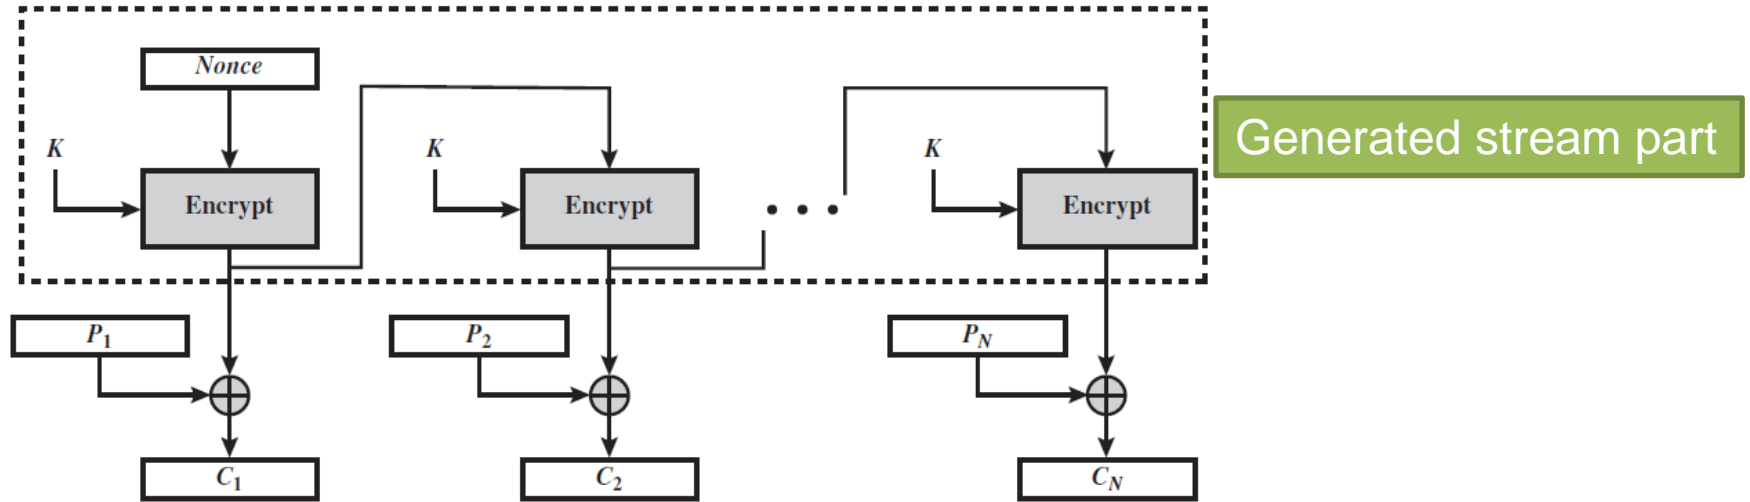 Nonce
Generated stream part
K
K
K
Encrypt
Encrypt
• • •
Encrypt
P1
P2
PN
C1
C2
CN